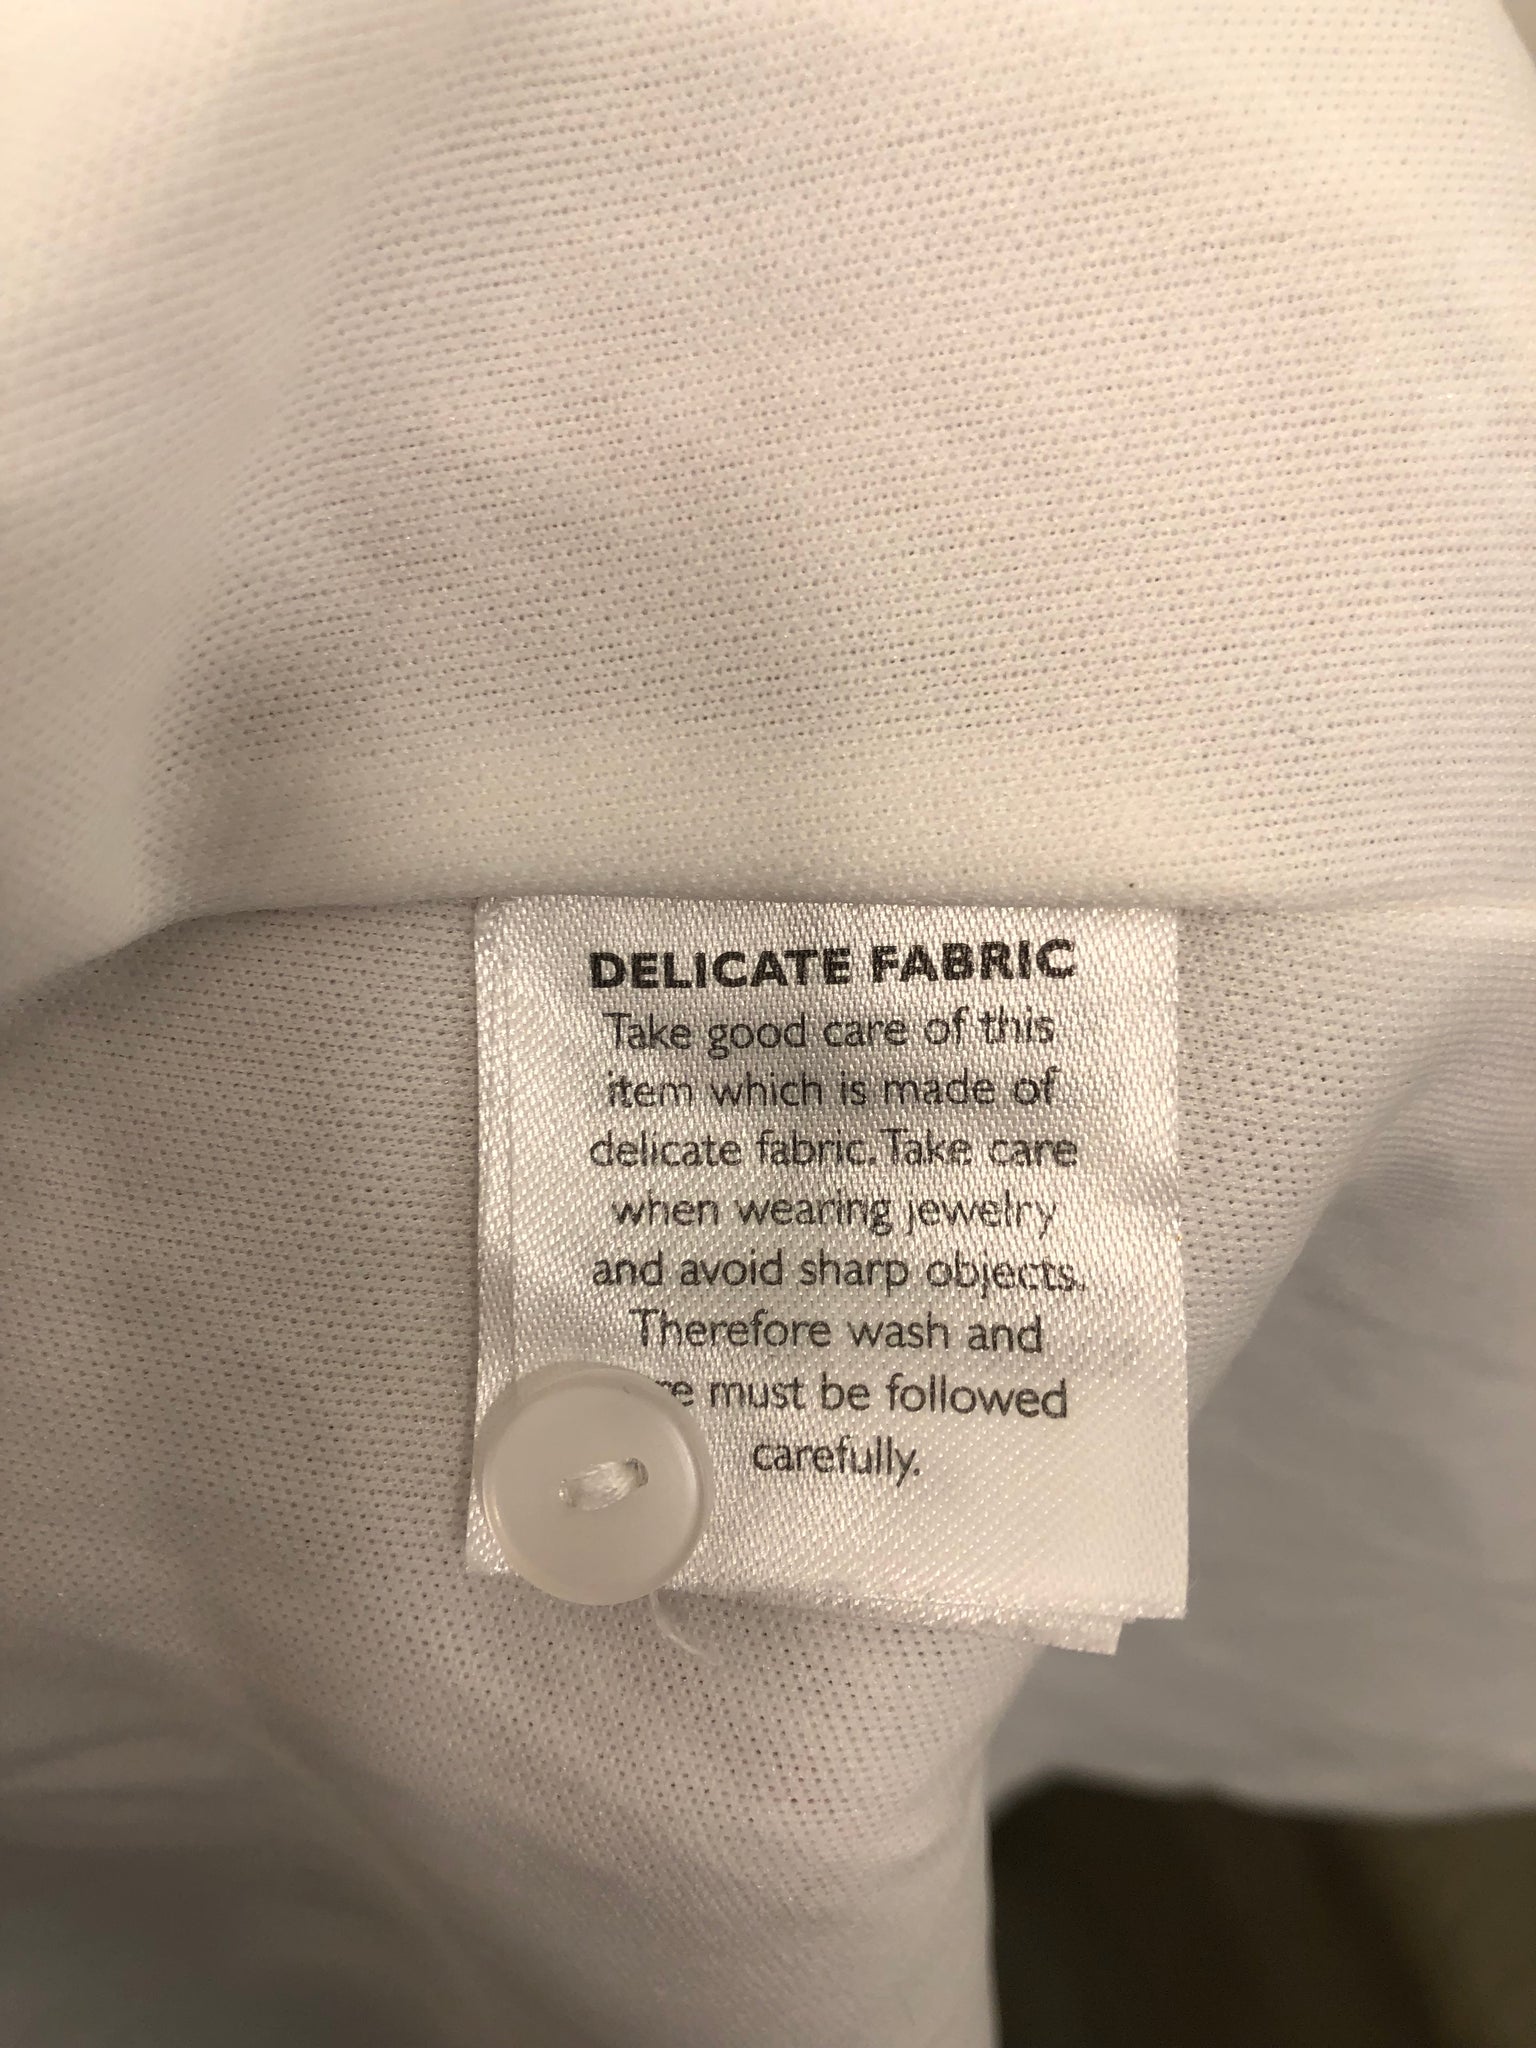 DELICATE FABRIC
Take good care of this
item which is made of
delicate fabric. Take care
when wearing jewelry
and avoid sharp objects.
Therefore wash and
must be followed
carefully.